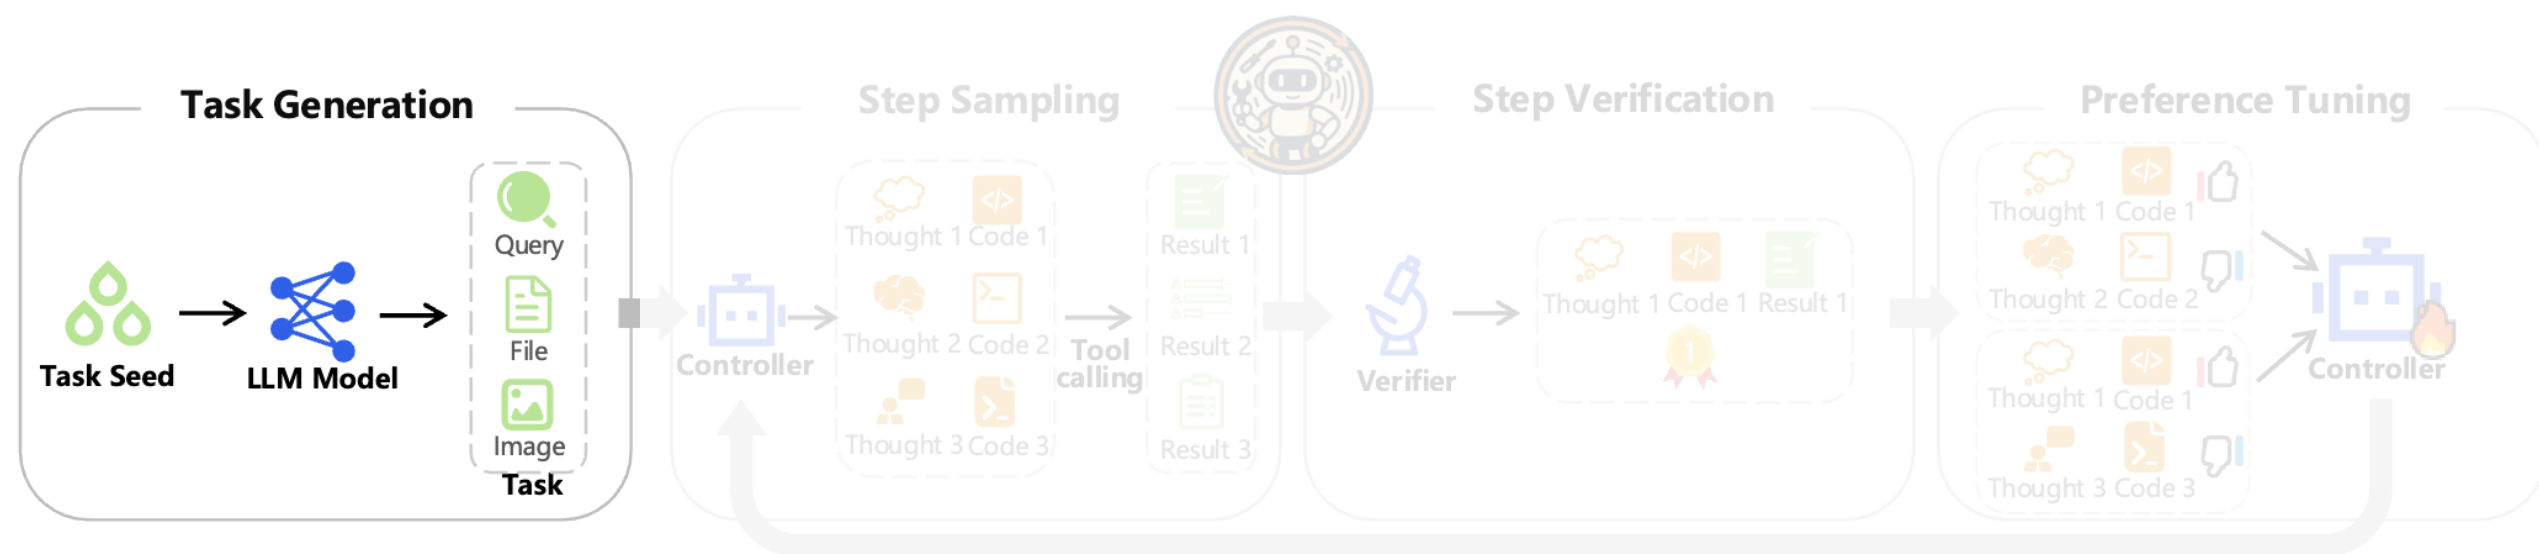 Task Generation
Task Seed
LLM Model
Query
File
Image
Task
Step Sampling
Controller
Thought 1 Code 1
Thought 2 Code 2
Thought 3 Code 3
Tool
calling
Result 1
Result 2
Result 3
Step Verification
Verifier
Thought 1 Code 1 Result 1
1
Preference Tuning
Thought 1 Code 1
Thought 2 Code 2
Thought 1 Code 1
Thought 3 Code 3
Controller